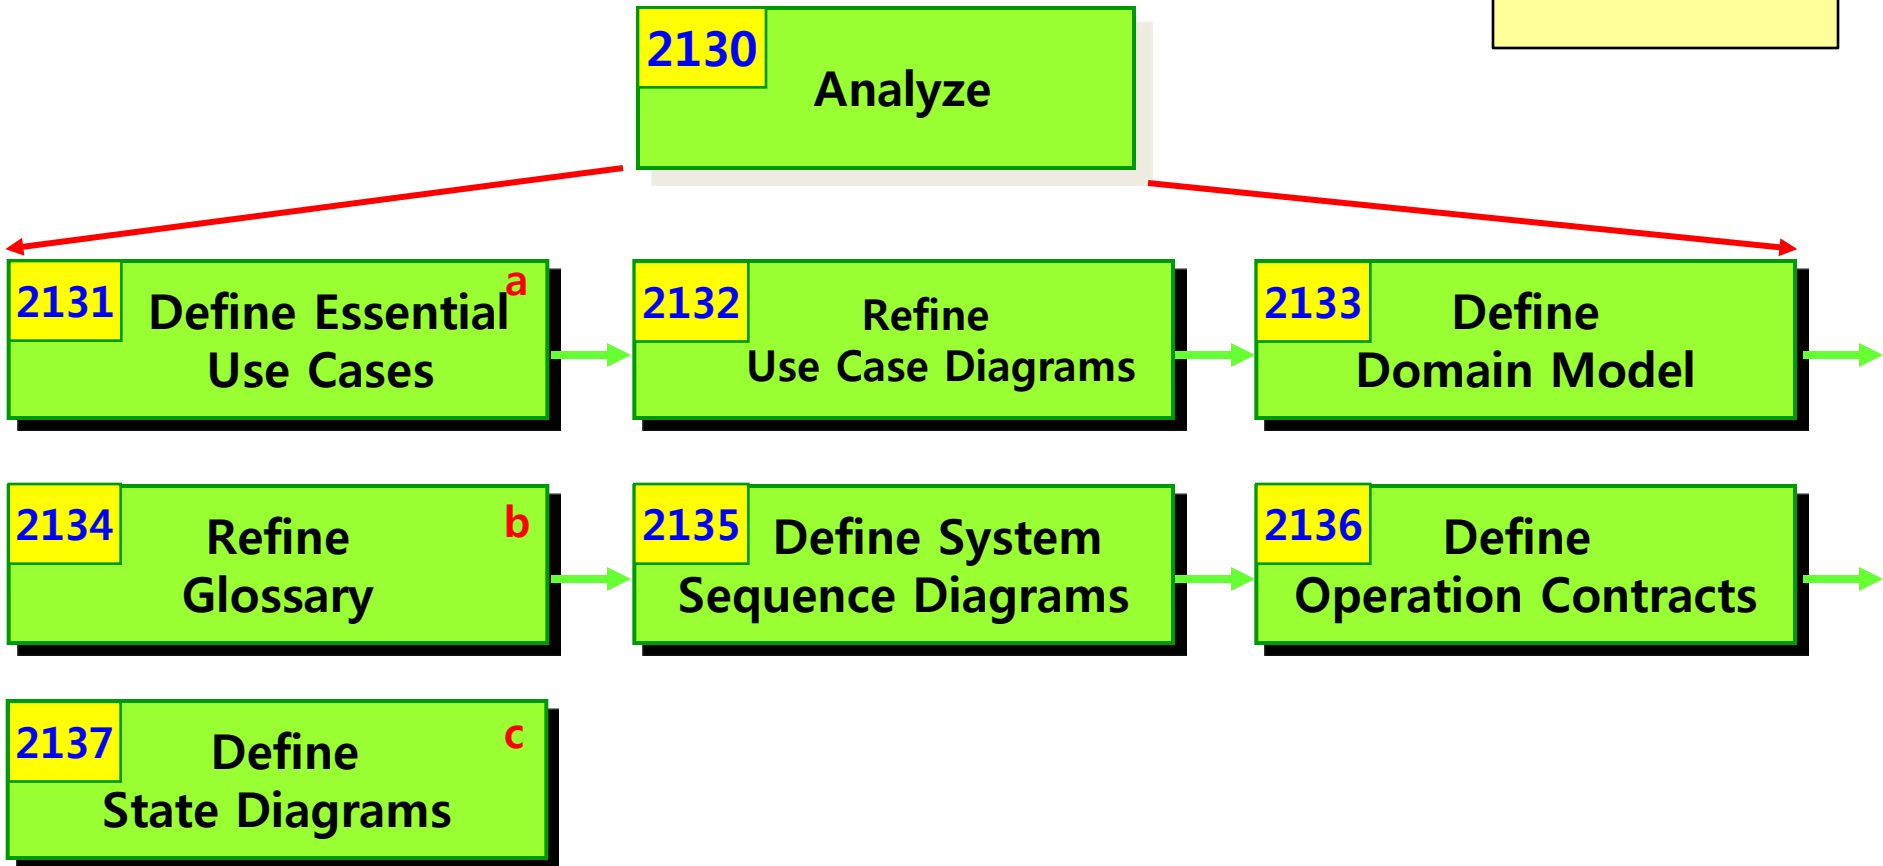 2130
Analyze
2131
a
Define Essential
Use Cases
2132
Refine
Use Case Diagrams
2133
Define
Domain Model
2134
b
Refine
Glossary
2135
Define System
Sequence Diagrams
2136
Define
Operation Contracts
2137
c
Define
State Diagrams